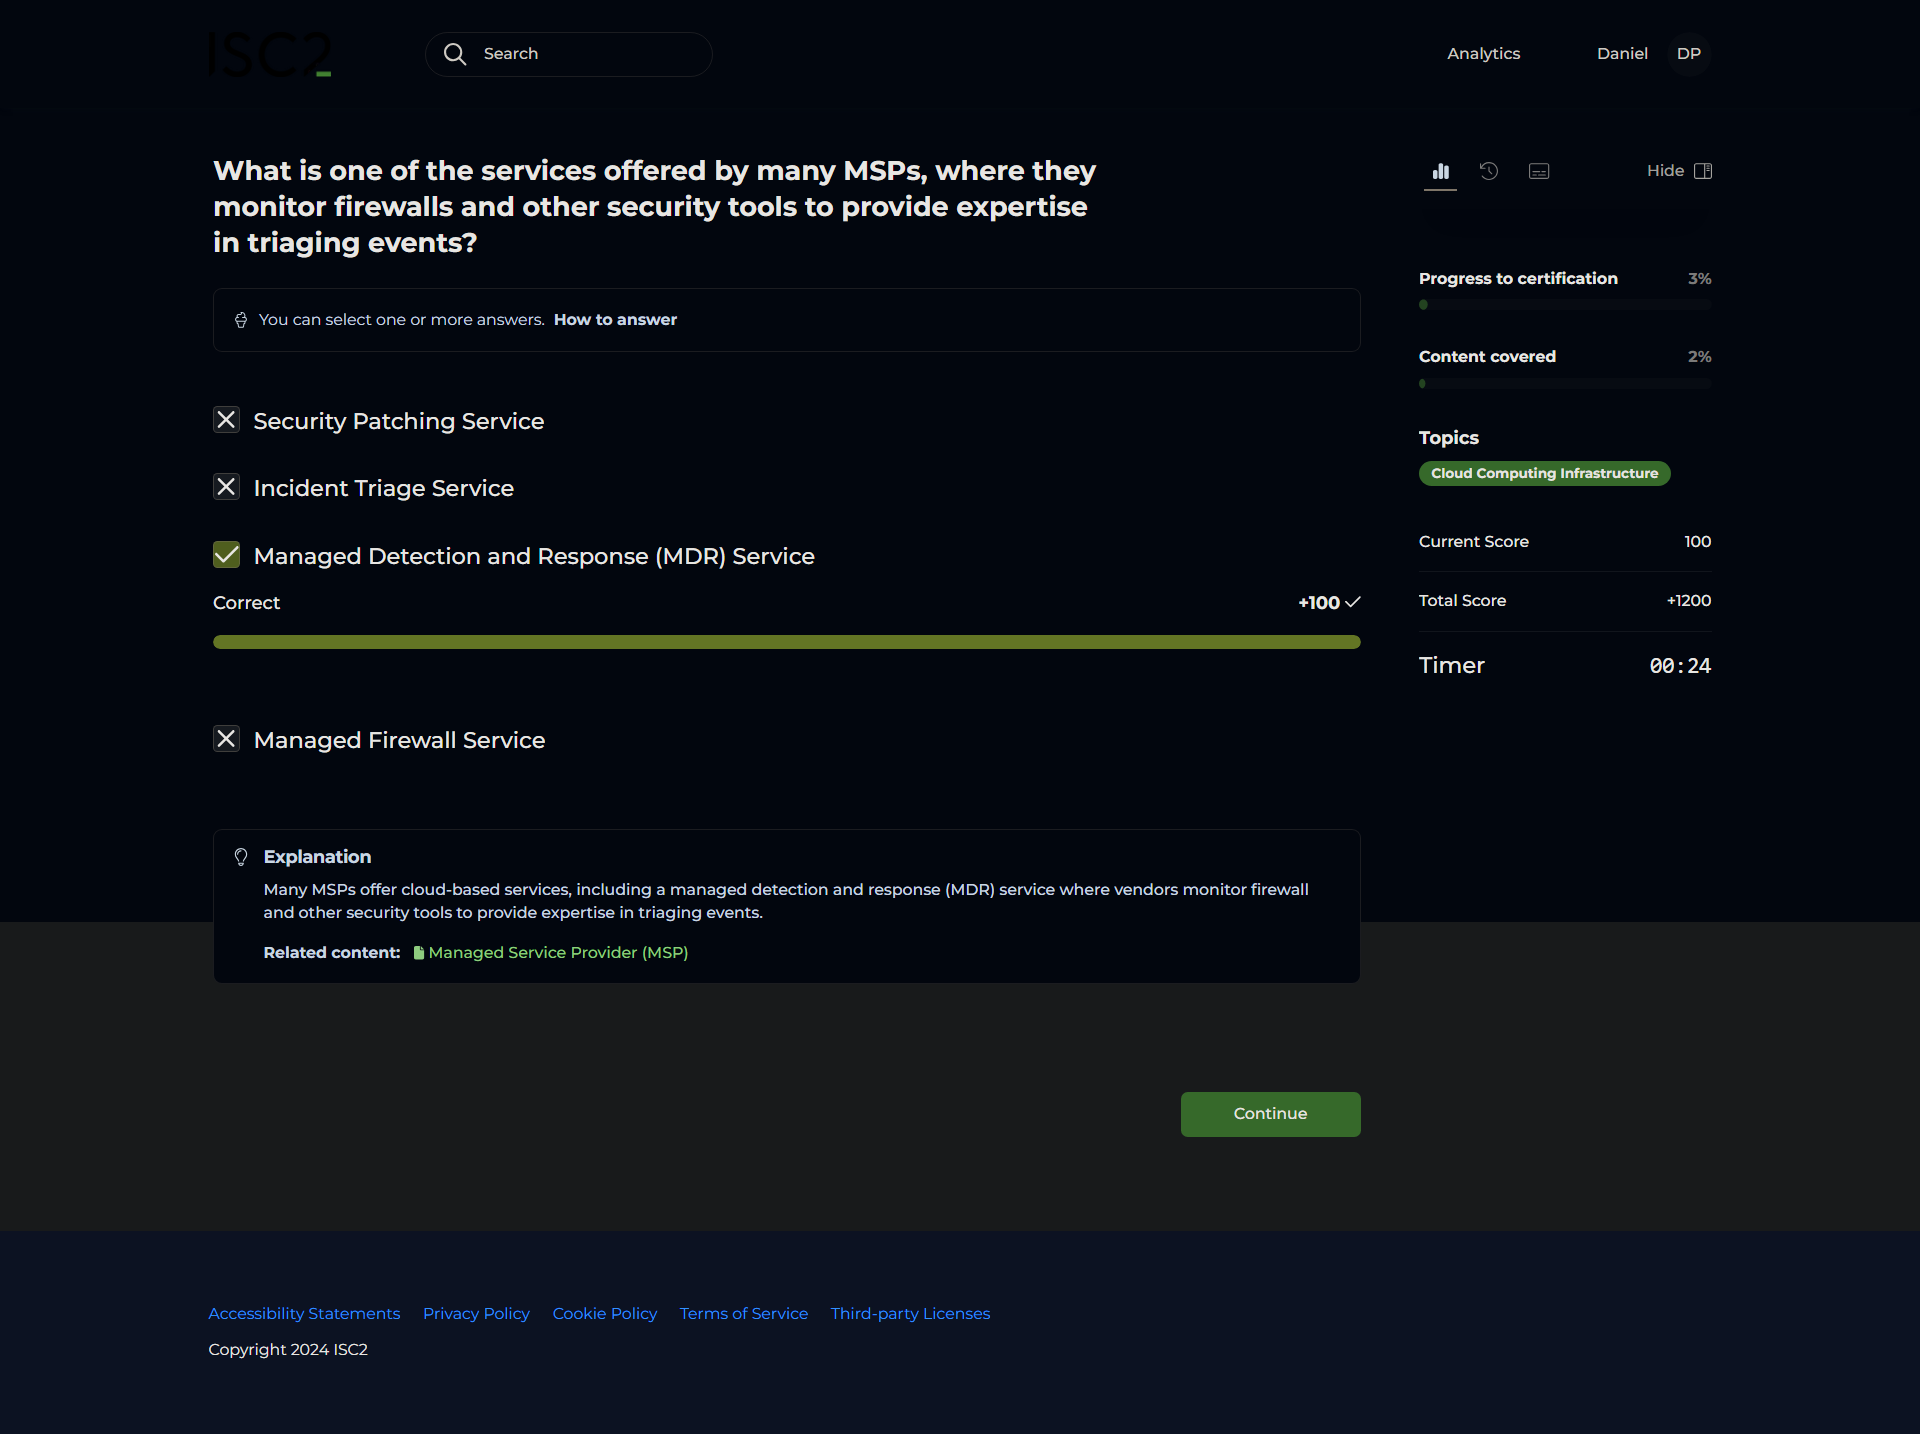 ISC2
Search
Analytics
Daniel
DP
What is one of the services offered by many MSPs, where they
monitor firewalls and other security tools to provide expertise
in triaging events?
You can select one or more answers. How to answer
Security Patching Service
Incident Triage Service
Managed Detection and Response (MDR) Service
Correct
+100
Managed Firewall Service
Explanation
Many MSPs offer cloud-based services, including a managed detection and response (MDR) service where vendors monitor firewall
and other security tools to provide expertise in triaging events.
Related content: Managed Service Provider (MSP)
Continue
Hide
Progress to certification 3%
Content covered 2%
Topics
Cloud Computing Infrastructure
Current Score 100
Total Score +1200
Timer 00:24
Accessibility Statements Privacy Policy Cookie Policy Terms of Service Third-party Licenses
Copyright 2024 ISC2